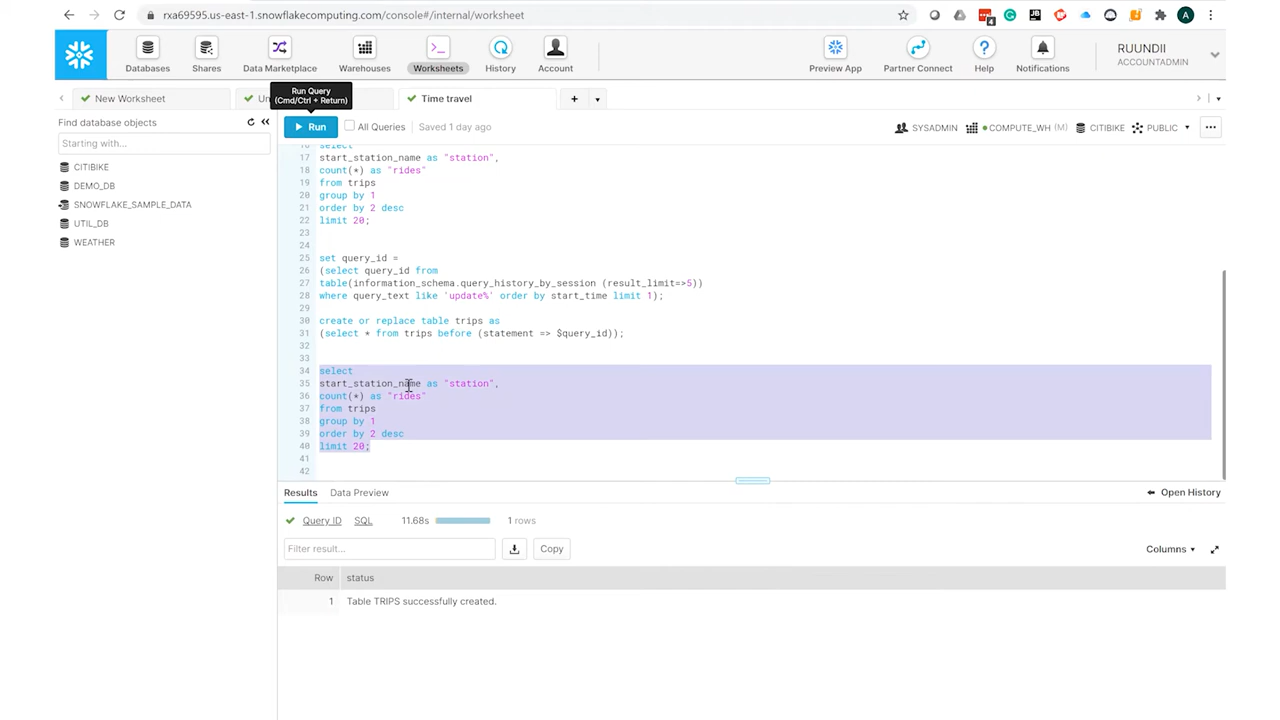 rxa69595.us-east-1.snowflakecomputing.com/console#/internal/worksheet
4
JB
A
Databases
Shares
Data Marketplace
Warehouses
Worksheets
History
Account
Preview App
Partner Connect
Help
Notifications
RUUNDII
ACCOUNTADMIN
New Worksheet
Un
Run Query
(Cmd/Ctrl + Return)
Time travel
Find database objects
Starting with...
CITIBIKE
DEMO_DB
SNOWFLAKE_SAMPLE_DATA
UTIL_DB
WEATHER
Run
All Queries
Saved 1 day ago
SYSADMIN
COMPUTE_WH (M)
CITIBIKE
PUBLIC
16 select
17 start_station_name as "station",
18 count(*) as "rides"
19 from trips
20 group by 1
21 order by 2 desc
22 limit 20;
23
24
25 set query_id =
26 (select query_id from
27 table(information_schema.query_history_by_session (result_limit=>5))
28 where query_text like 'update%' order by start_time limit 1);
29
30 create or replace table trips as
31 (select * from trips before (statement => $query_id));
32
33
34 select
35 start_station_name as "station",
36 count(*) as "rides"
37 from trips
38 group by 1
39 order by 2 desc
40 limit 20;
41
42
Results
Data Preview
Open History
Query ID
SQL
11.68s
1 rows
Filter result...
Copy
Columns
Row status
1 Table TRIPS successfully created.